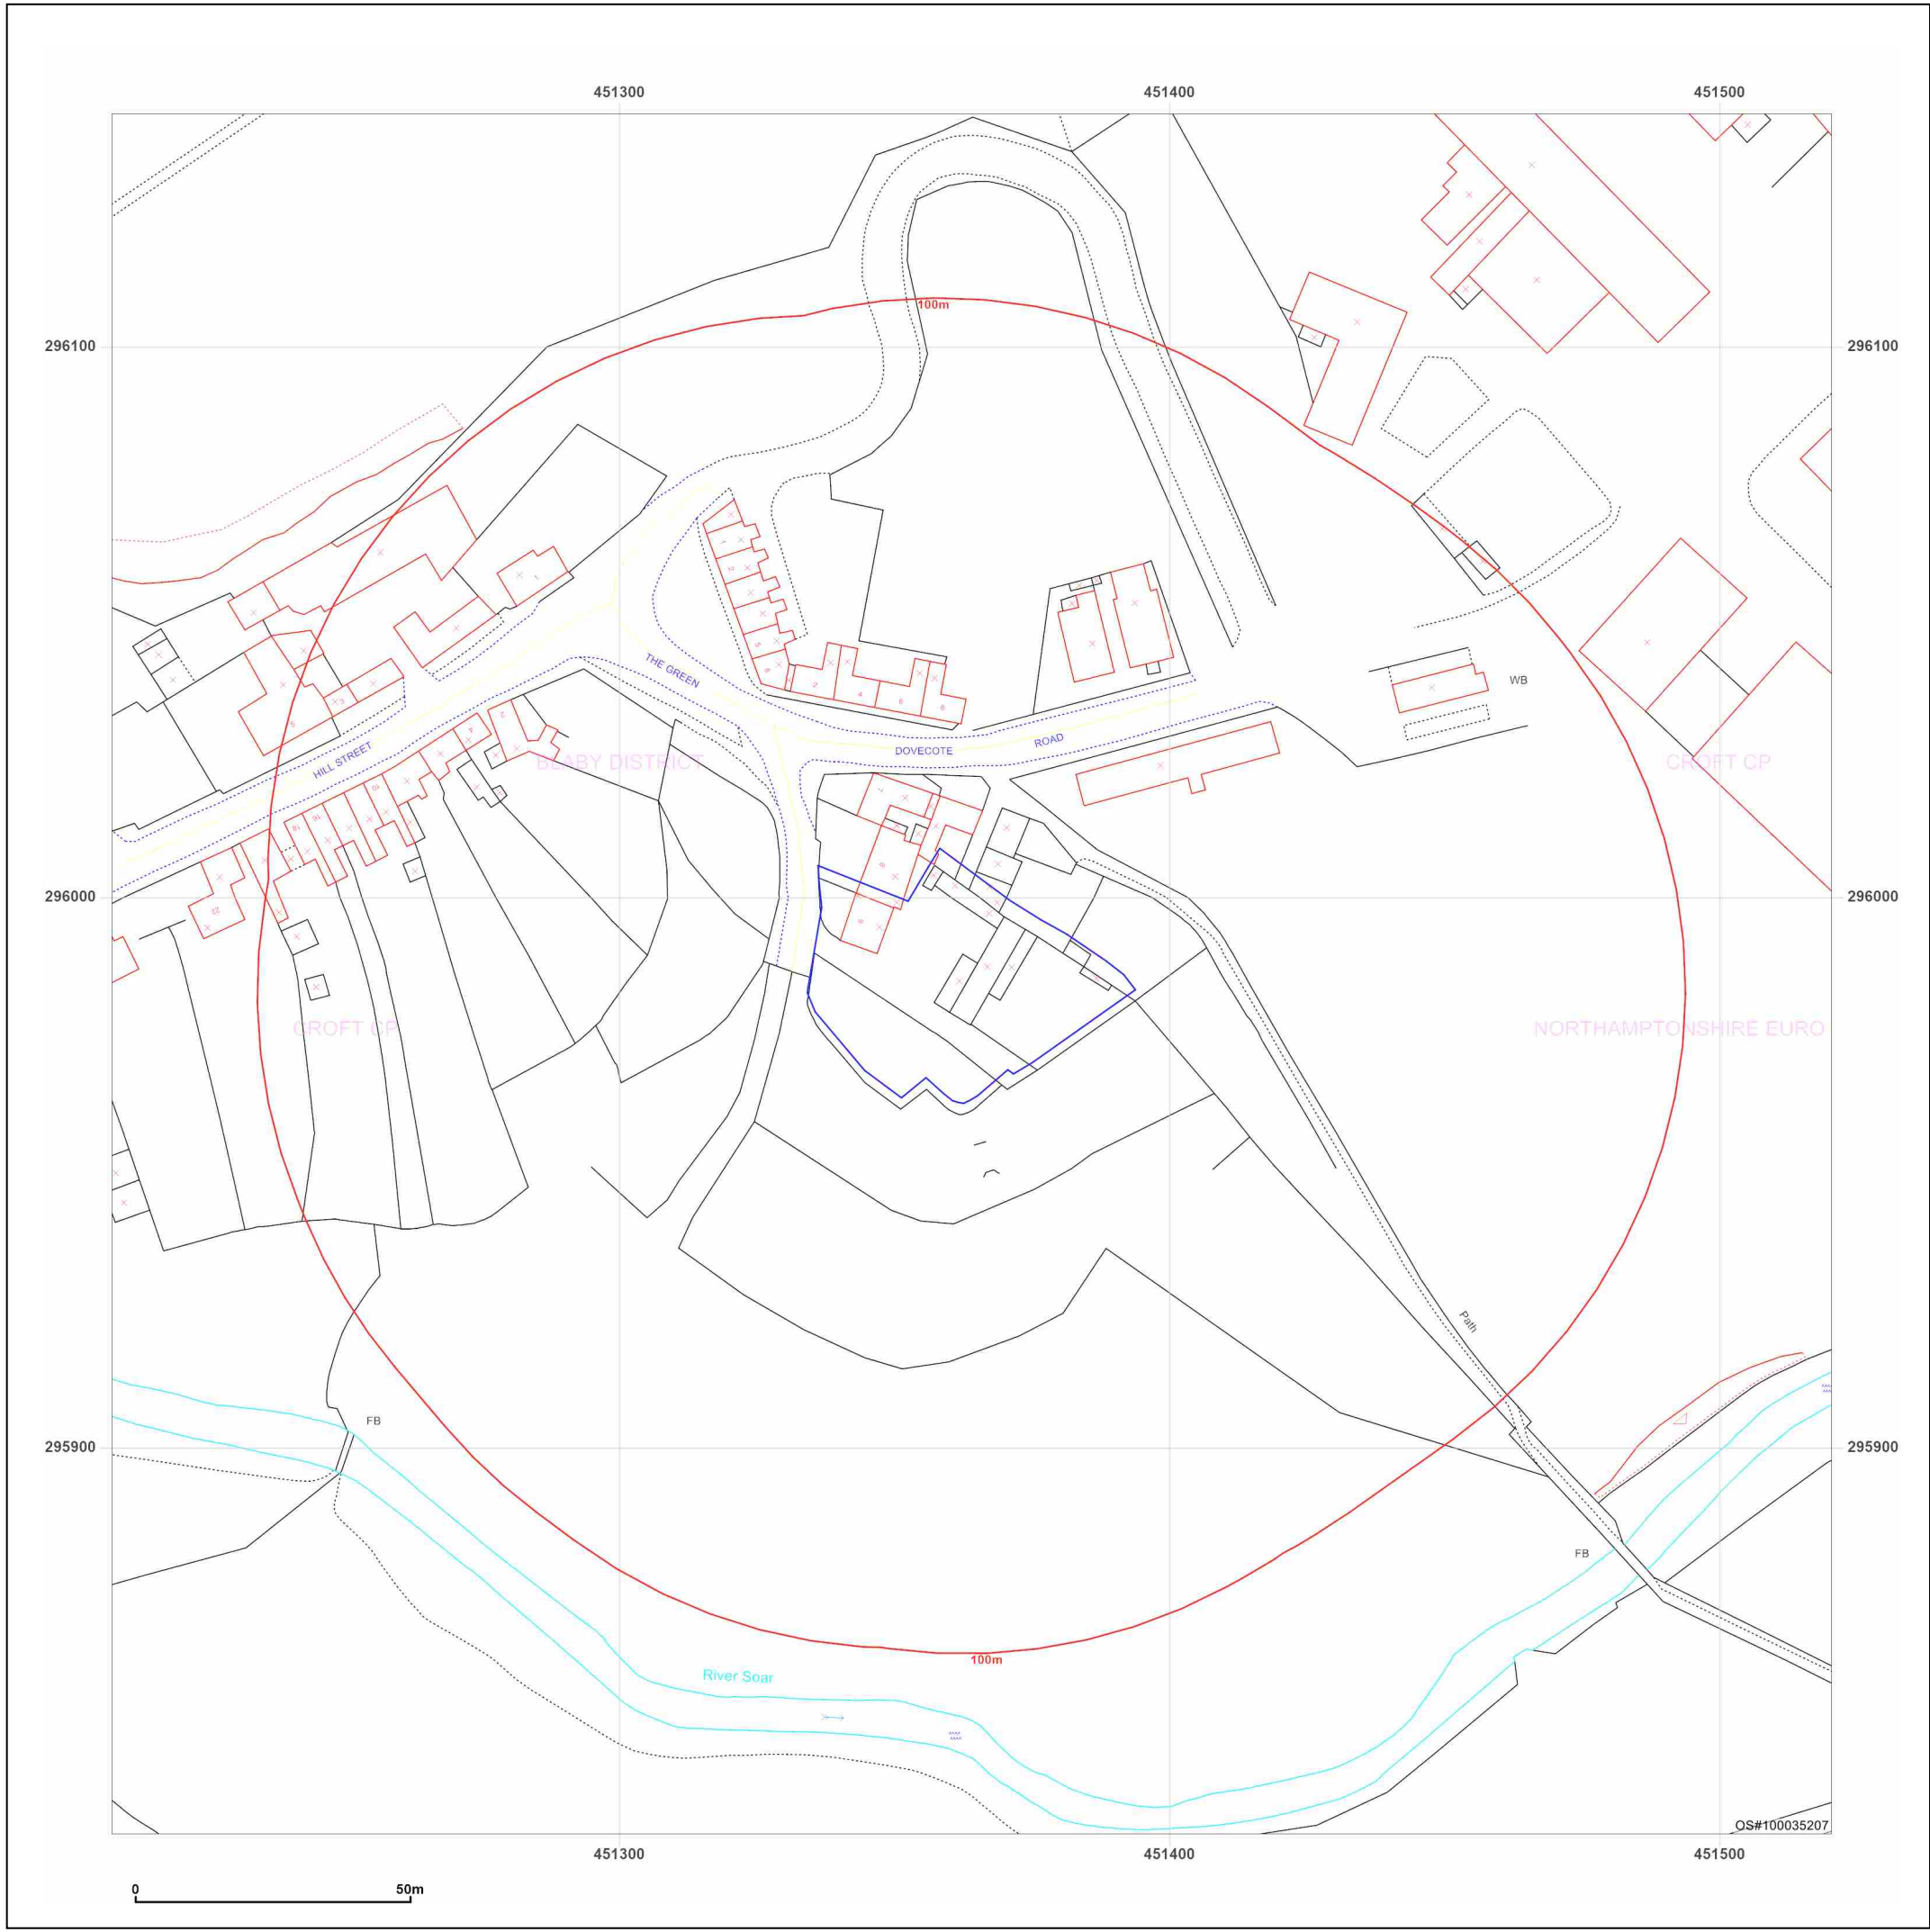 451300
451400
451500
100m
296100
296100
THE GREEN
WB
DOVECOTE
ROAD
HILL STREET
BLABY DISTRICT
CROFT CP
296000
296000
CROFT CP
NORTHAMPTONSHIRE EURO
Path
FB
295900
295900
FB
River Soar
100m
OS#100035207
451300
451400
451500
0
50m